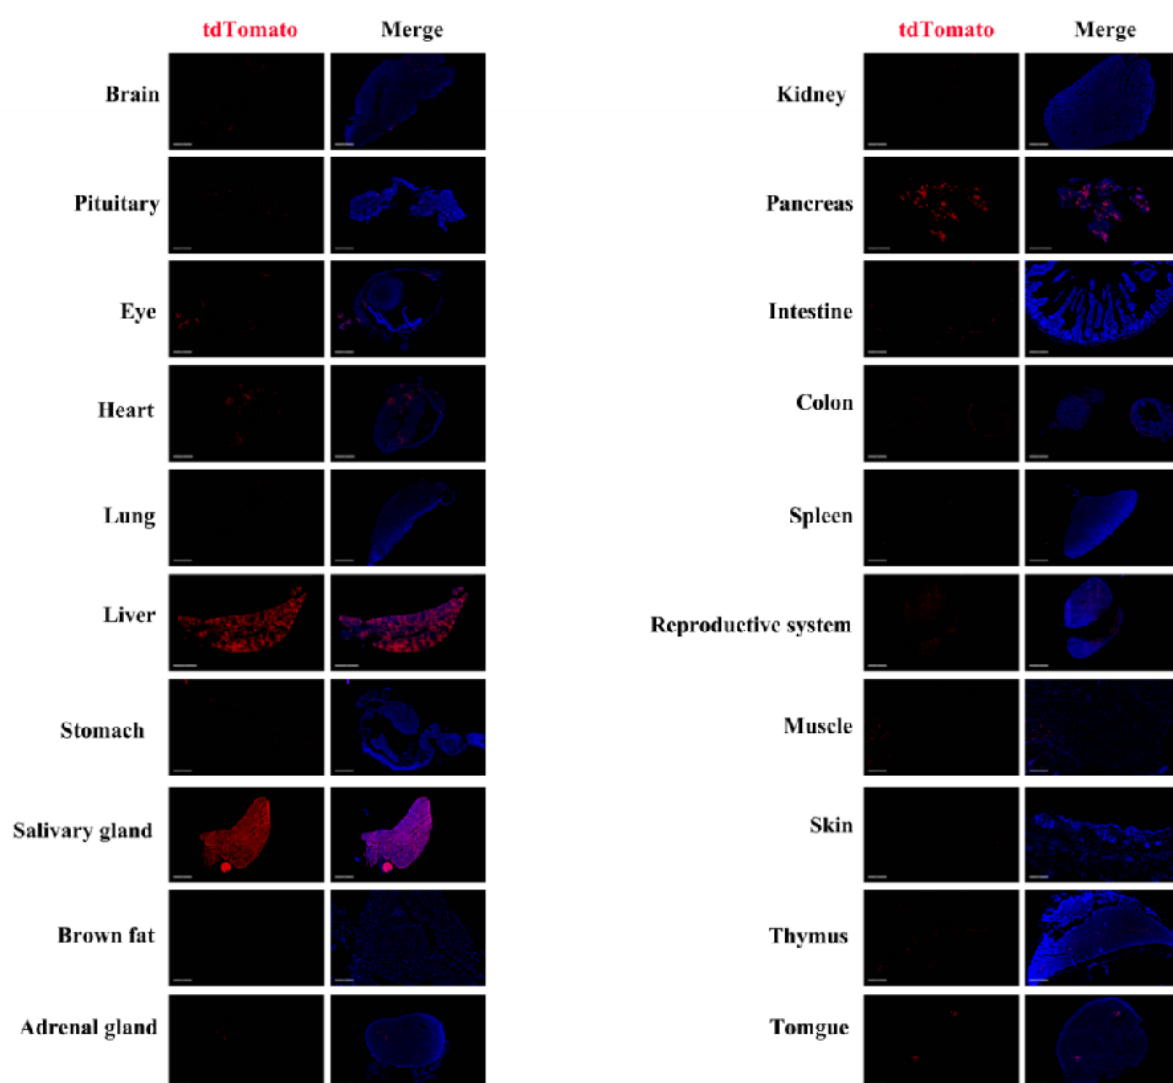 tdTomato Merge
Brain
Pituitary
Eye
Heart
Lung
Liver
Stomach
Salivary gland
Brown fat
Adrenal gland
tdTomato Merge
Kidney
Pancreas
Intestine
Colon
Spleen
Reproductive system
Muscle
Skin
Thymus
Tomgue